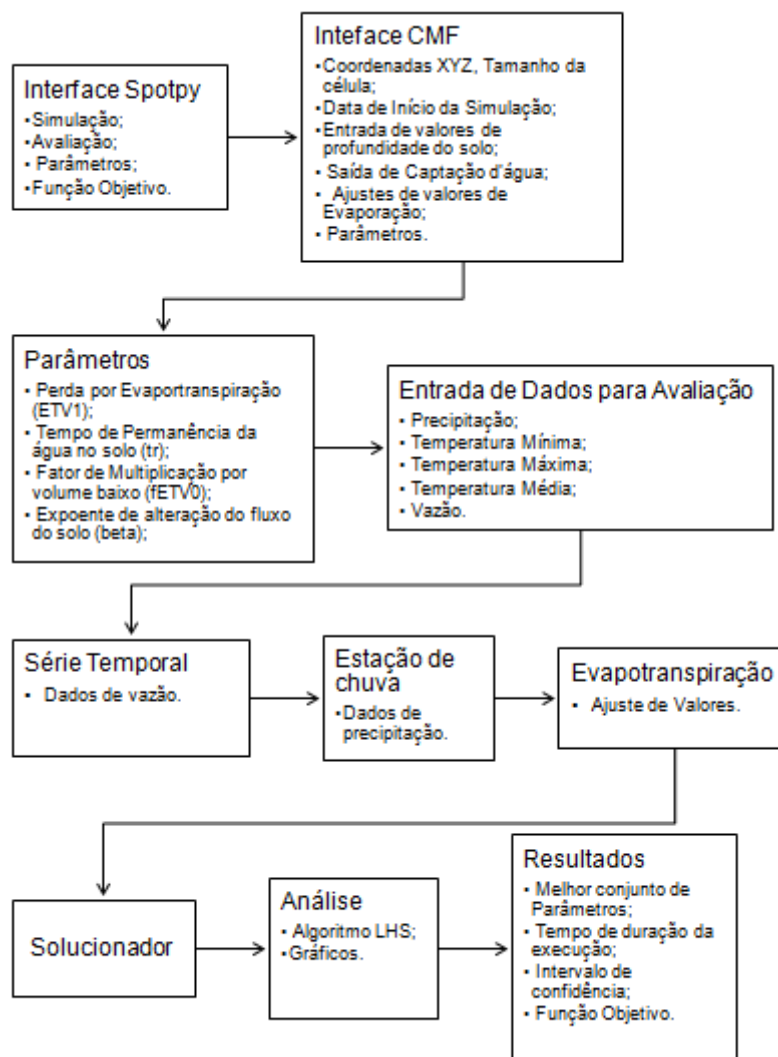 Interface Spotpy
•Simulação;
•Avaliação;
• Parâmetros;
•Função Objetivo.
Inteface CMF
•Coordenadas XYZ, Tamanho da
célula;
•Data de Início da Simulação;
•Entrada de valores de
profundidade do solo;
• Saída de Captação d'água;
• Ajustes de valores de
Evaporação;
• Parâmetros.
Parâmetros
• Perda por Evaportranspiração
(ETV1);
• Tempo de Permanência da
água no solo (tr);
• Fator de Multiplicação por
volume baixo (fETV0);
• Expoente de alteração do fluxo
do solo (beta);
Entrada de Dados para Avaliação
• Precipitação;
• Temperatura Mínima;
• Temperatura Máxima;
• Temperatura Média;
• Vazão.
Série Temporal
• Dados de vazão.
Estação de
chuva
•Dados de
precipitação.
Evapotranspiração
• Ajuste de Valores.
Solucionador
Análise
• Algoritmo LHS;
•Gráficos.
Resultados
• Melhor conjunto de
Parâmetros;
• Tempo de duração da
execução;
• Intervalo de
confidência;
• Função Objetivo.